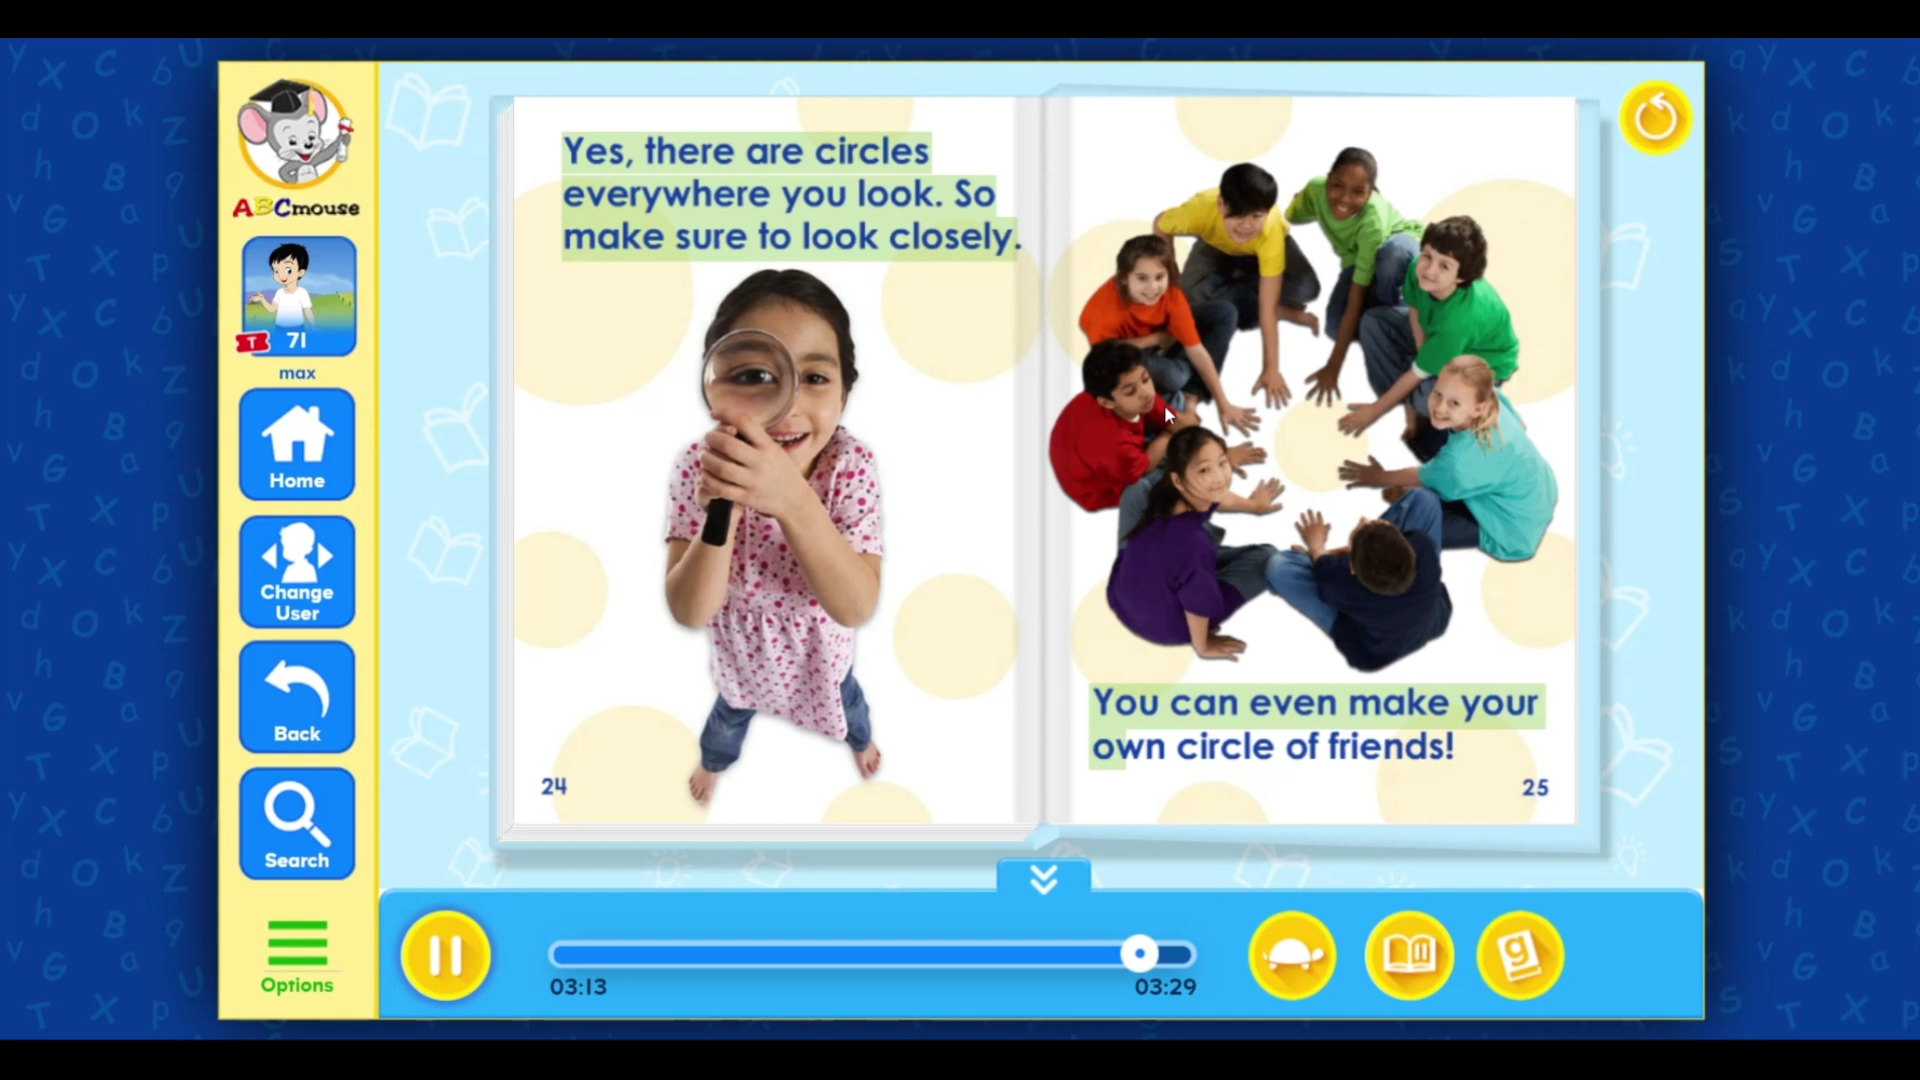 ABCmouse
T 71
max
Home
Change
User
Back
Search
Options
Yes, there are circles
everywhere you look. So
make sure to look closely.
24
You can even make your
own circle of friends!
25
03:13
03:29
g